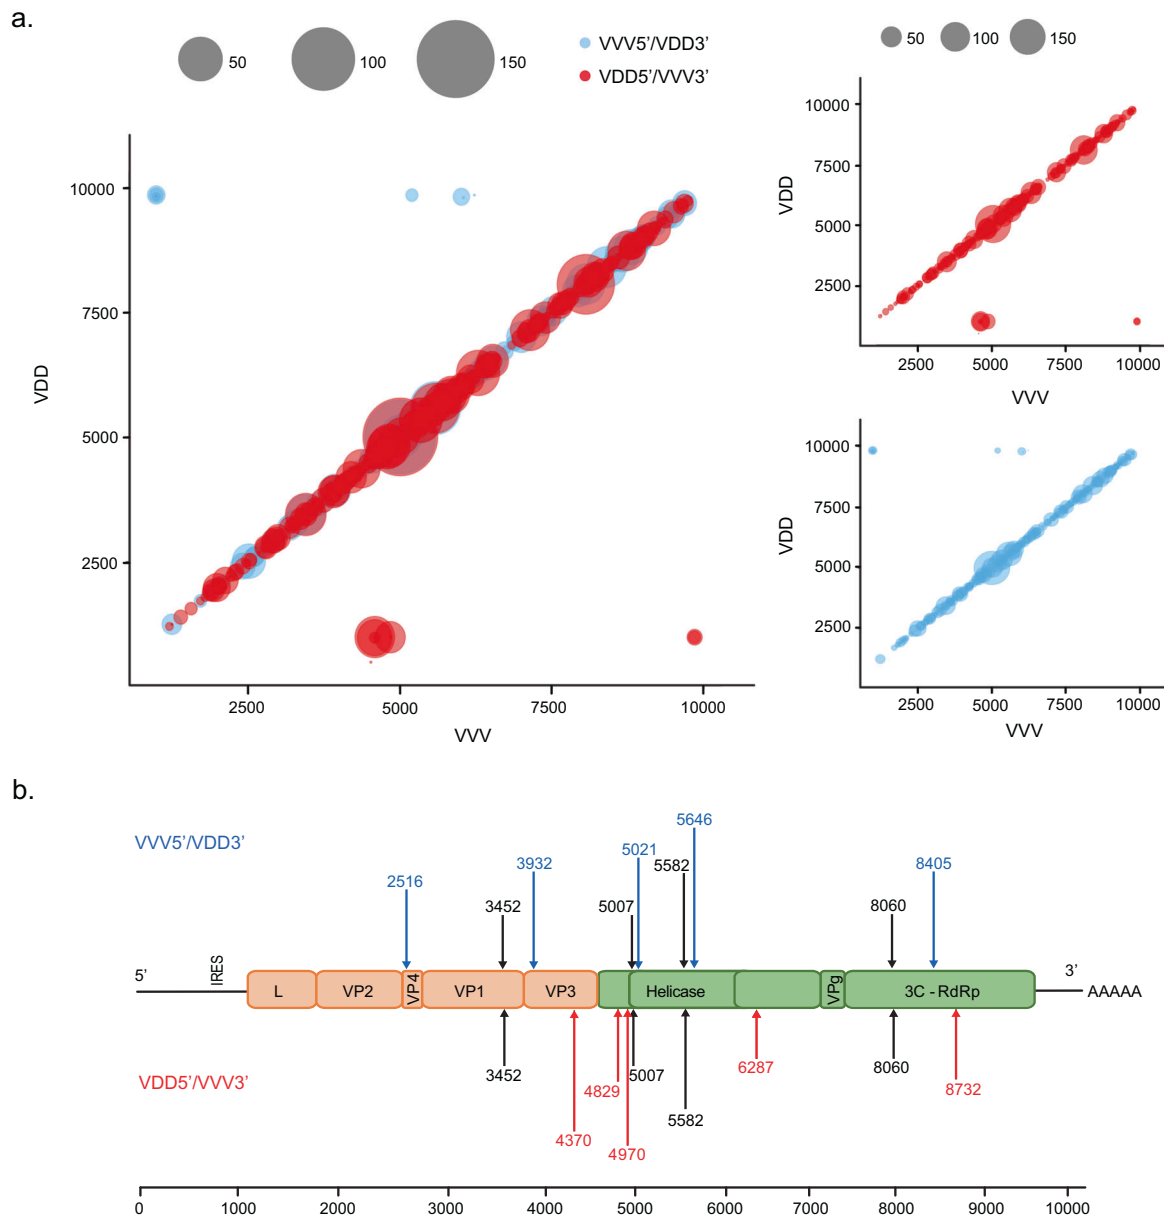 a.
50
100
150
VVV5'/VDD3'
VDD5'/VVV3'
VDD
10000
7500
5000
2500
2500
5000
7500
10000
VVV
50
100
150
VDD
10000
7500
5000
2500
2500
5000
7500
10000
VVV
VDD
10000
7500
5000
2500
2500
5000
7500
10000
VVV
b.
VVV5'/VDD3'
2516
3452
3932
5007
5021
5582
5646
8060
8405
5'
IRES
L
VP2
VP4
VP1
VP3
Helicase
VPg
3C - RdRp
3'
AAAAA
VDD5'/VVV3'
3452
4370
4829
4970
5007
5582
6287
8060
8732
0
1000
2000
3000
4000
5000
6000
7000
8000
9000
10000